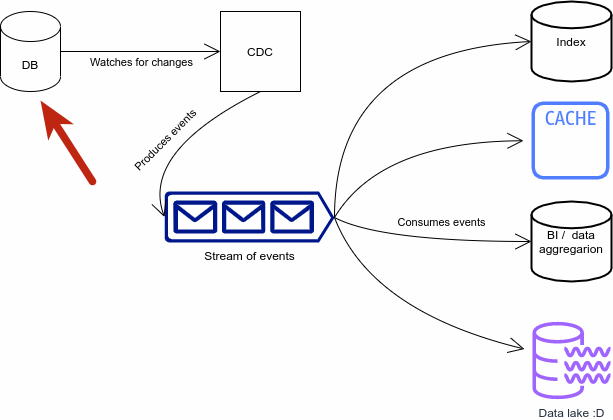 DB
Watches for changes
CDC
Produces events
Stream of events
Consumes events
Index
CACHE
BI / data
aggregarion
Data lake :D